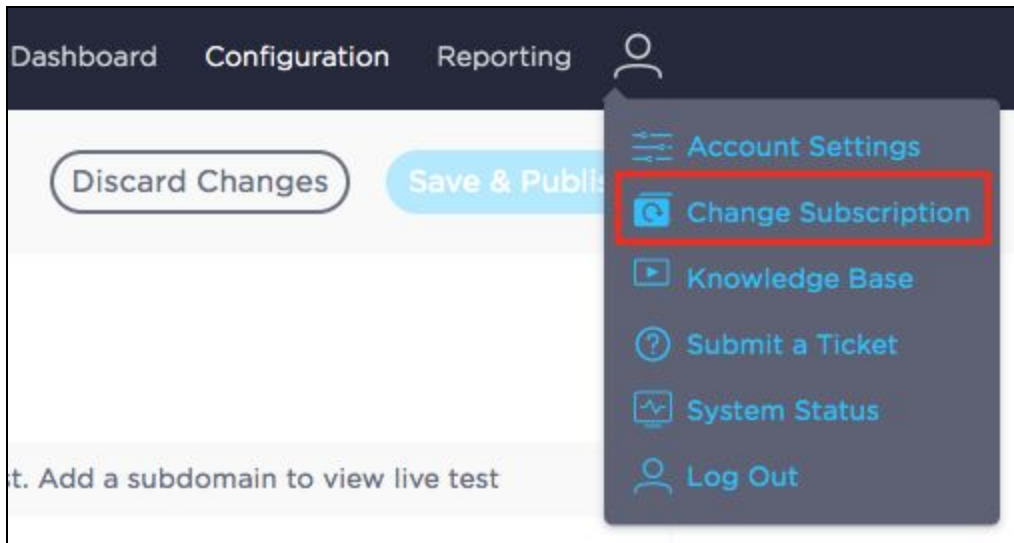 Dashboard Configuration Reporting
Account Settings
Discard Changes
Save & Publis
Change Subscription
Knowledge Base
Submit a Ticket
System Status
st. Add a subdomain to view live test
Log Out